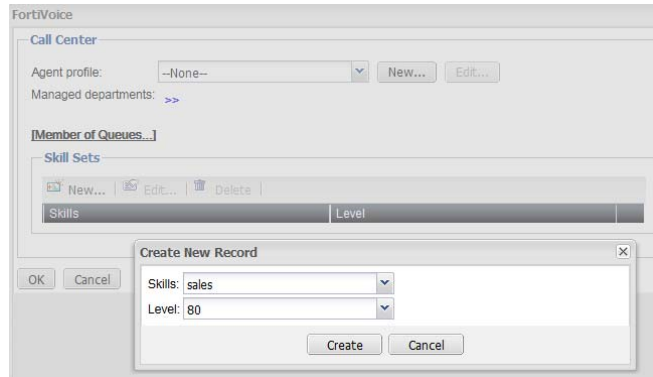 FortiVoice
Call Center
Agent profile: --None-- New... Edit...
Managed departments: >>
[Member of Queues...]
Skill Sets
New... Edit... Delete
Skills Level
Create New Record
Skills: sales
Level: 80
Create Cancel
OK Cancel